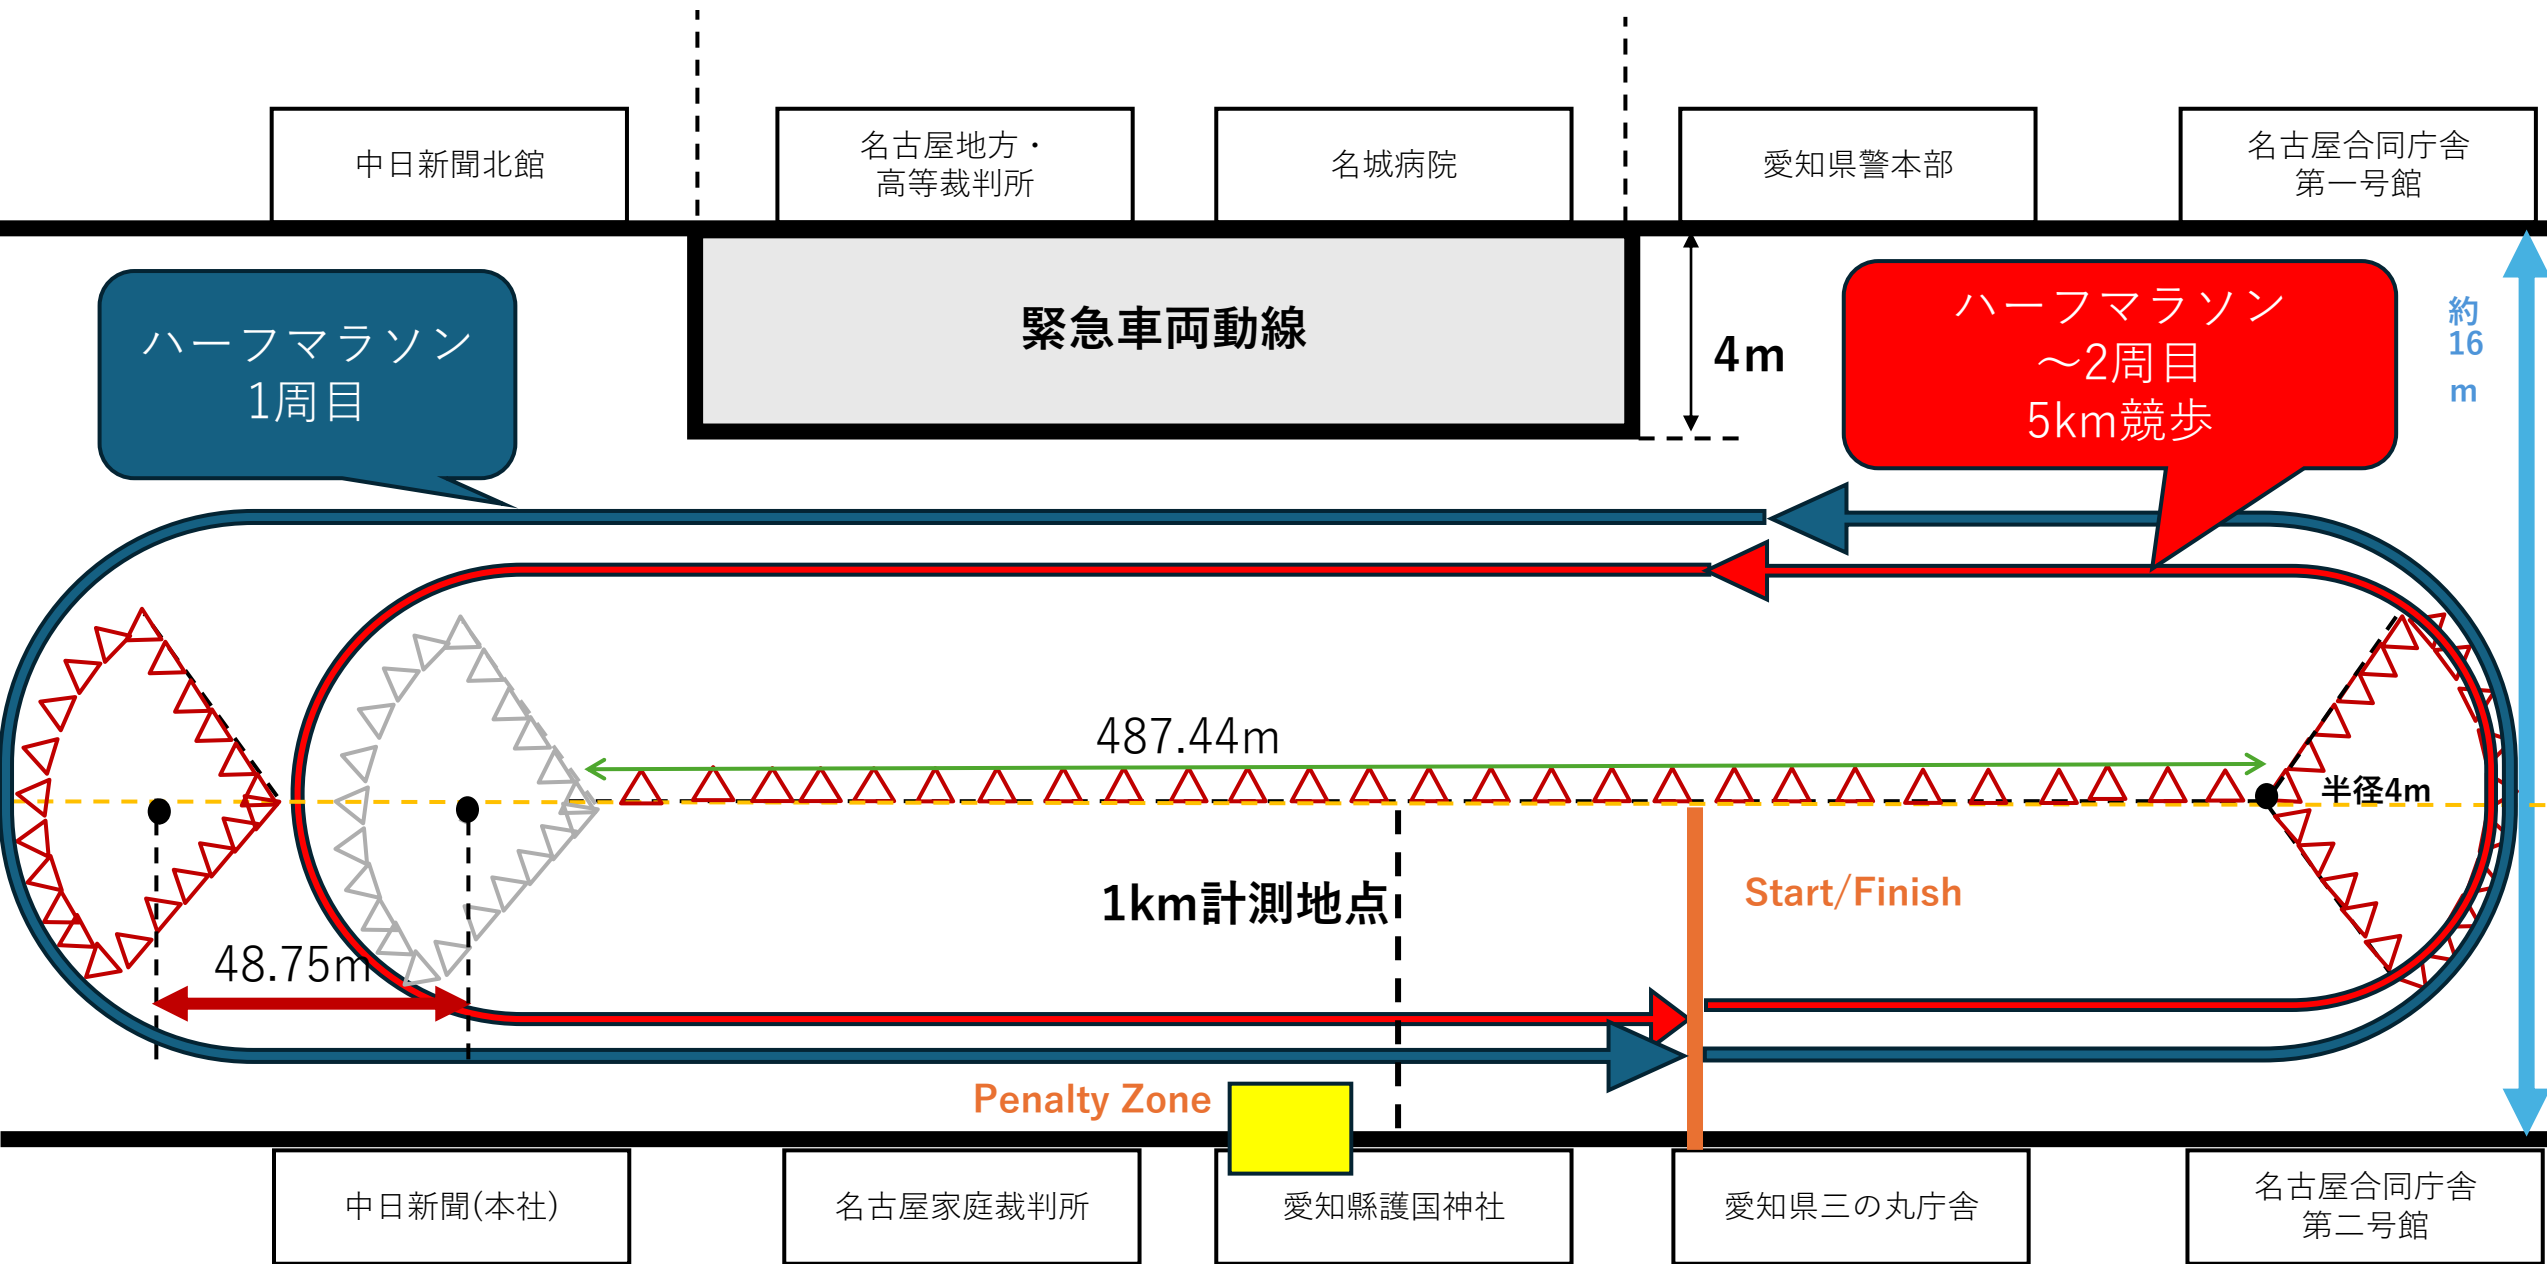 中日新聞北館
名古屋地方・
高等裁判所
名城病院
愛知県警本部
名古屋合同庁舎
第一号館
緊急車両動線
4m
ハーフマラソン
1周目
ハーフマラソン
～2周目
5km競歩
約
16
m
487.44m
半径4m
1km計測地点
Start/Finish
48.75m
Penalty Zone
中日新聞(本社)
名古屋家庭裁判所
愛知縣護国神社
愛知県三の丸庁舎
名古屋合同庁舎
第二号館